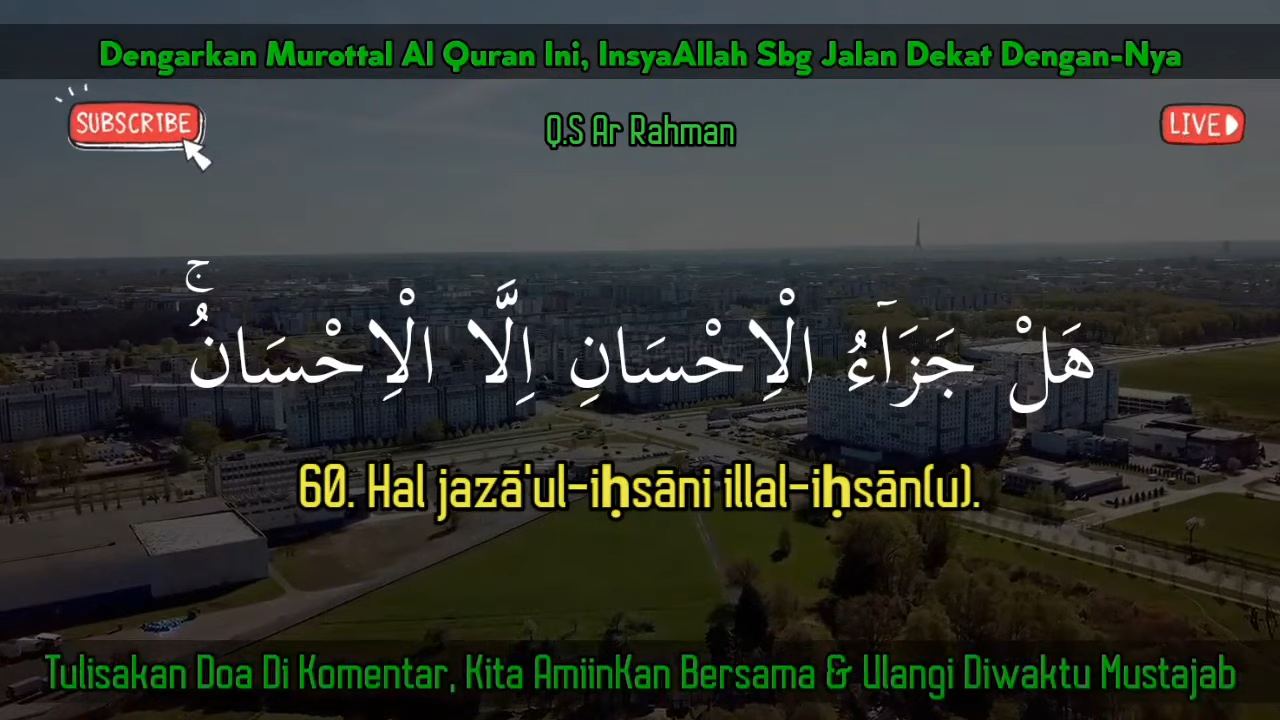 Dengarkan Murottal Al Quran Ini, InsyaAllah Sbg Jalan Dekat Dengan-Nya
SUBSCRIBE
Q.S Ar Rahman
LIVE
هَلْ جَزَاۤءُ الْاِحْسَانِ اِلَّا الْاِحْسَانُۚ
60. Hal jazā'ul-iḥsāni illal-iḥsān(u).
Tulisakan Doa Di Komentar, Kita AmiinKan Bersama & Ulangi Diwaktu Mustajab